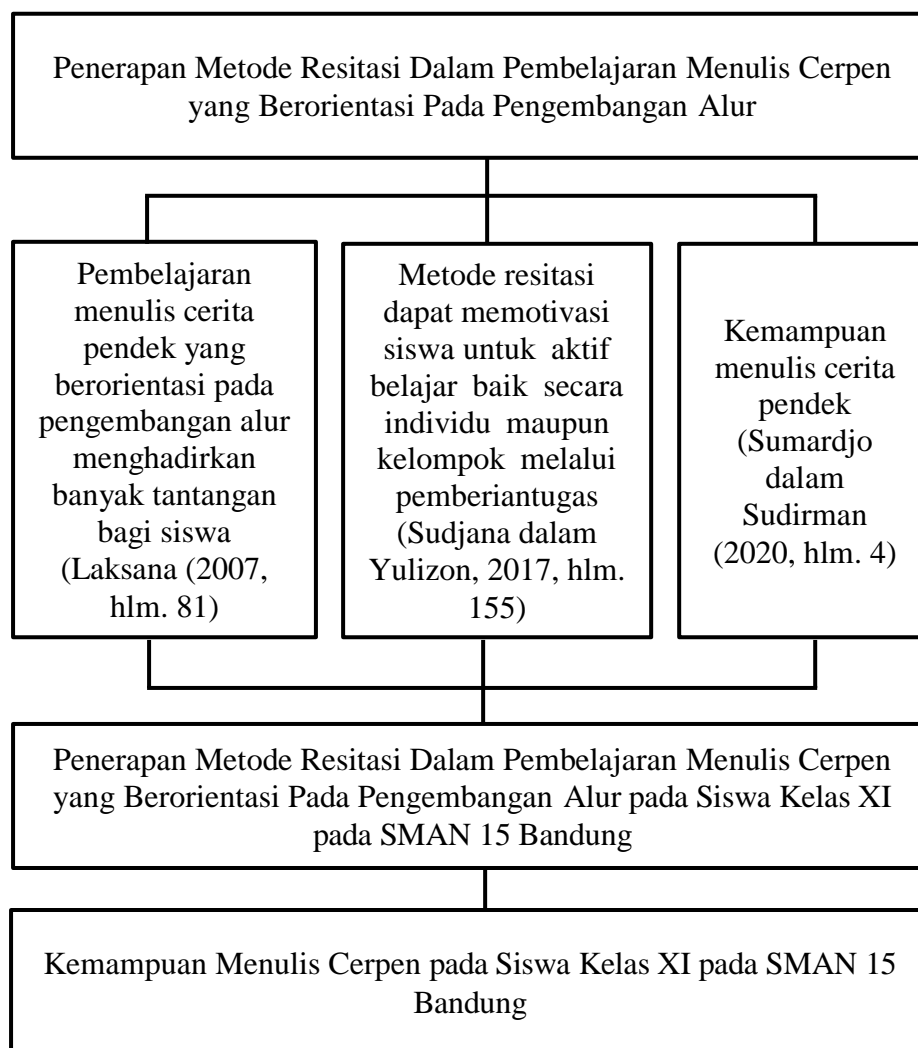 Penerapan Metode Resitasi Dalam Pembelajaran Menulis Cerpen
yang Berorientasi Pada Pengembangan Alur
Pembelajaran
menulis cerita
pendek yang
berorientasi pada
pengembangan alur
menghadirkan
banyak tantangan
bagi siswa
(Laksana (2007,
hlm. 81)
Metode resitasi
dapat memotivasi
siswa untuk aktif
belajar baik secara
individu maupun
kelompok melalui
pemberiantugas
(Sudjana dalam
Yulizon, 2017, hlm.
155)
Kemampuan
menulis cerita
pendek
(Sumardjo
dalam
Sudirman
(2020, hlm. 4)
Penerapan Metode Resitasi Dalam Pembelajaran Menulis Cerpen
yang Berorientasi Pada Pengembangan Alur pada Siswa Kelas XI
pada SMAN 15 Bandung
Kemampuan Menulis Cerpen pada Siswa Kelas XI pada SMAN 15
Bandung